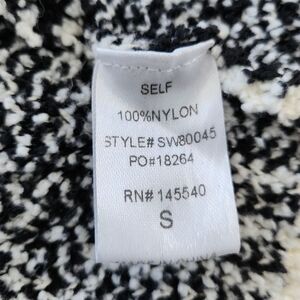 SELF
100%NYLON
STYLE# SW80045
PO#18264
RN# 145540
S